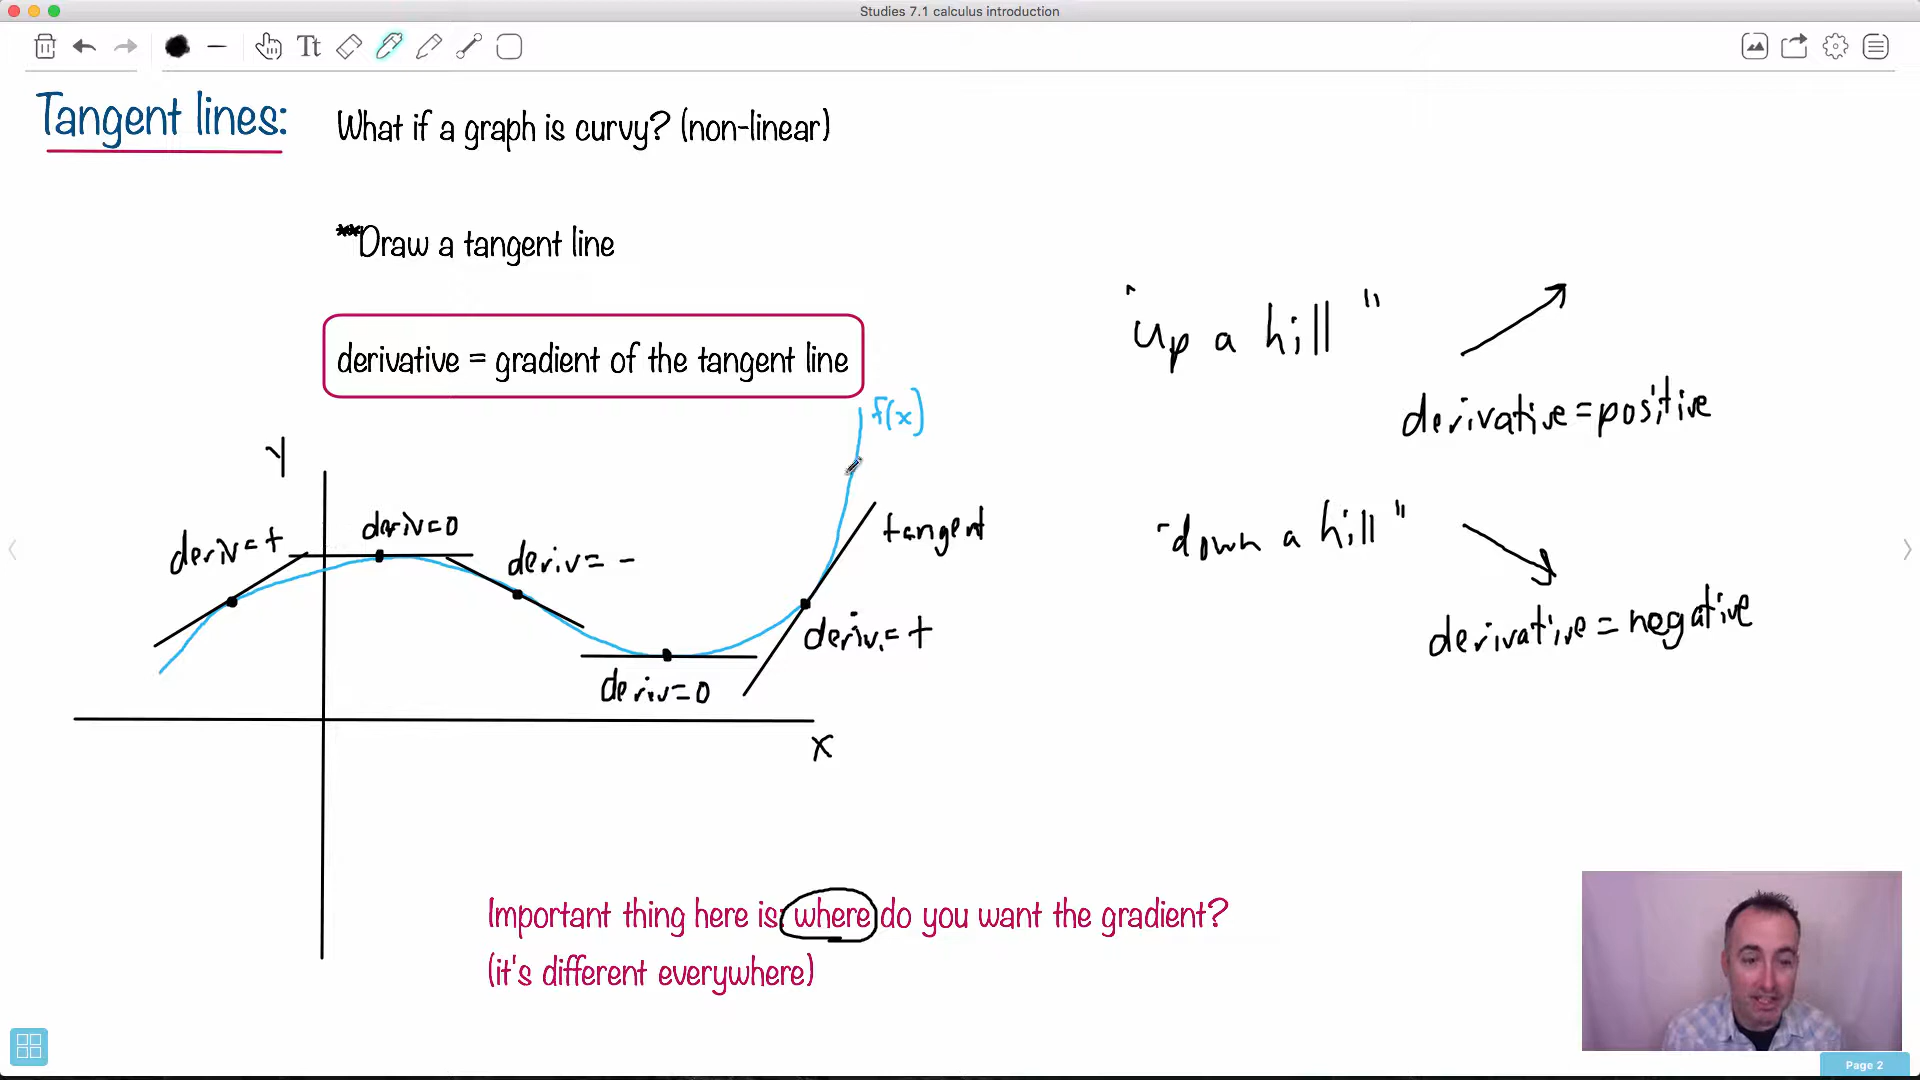 Studies 7.1 calculus introduction
Tt
Tangent lines:
What if a graph is curvy? (non-linear)
**Draw a tangent line
derivative = gradient of the tangent line
"up a hill"
derivative = positive
f(x)
y
deriv = +
deriv = 0
deriv = -
tangent
"down a hill"
derivative = negative
deriv. = +
deriv = 0
x
Important thing here is: where do you want the gradient?
(it's different everywhere)
Page 2